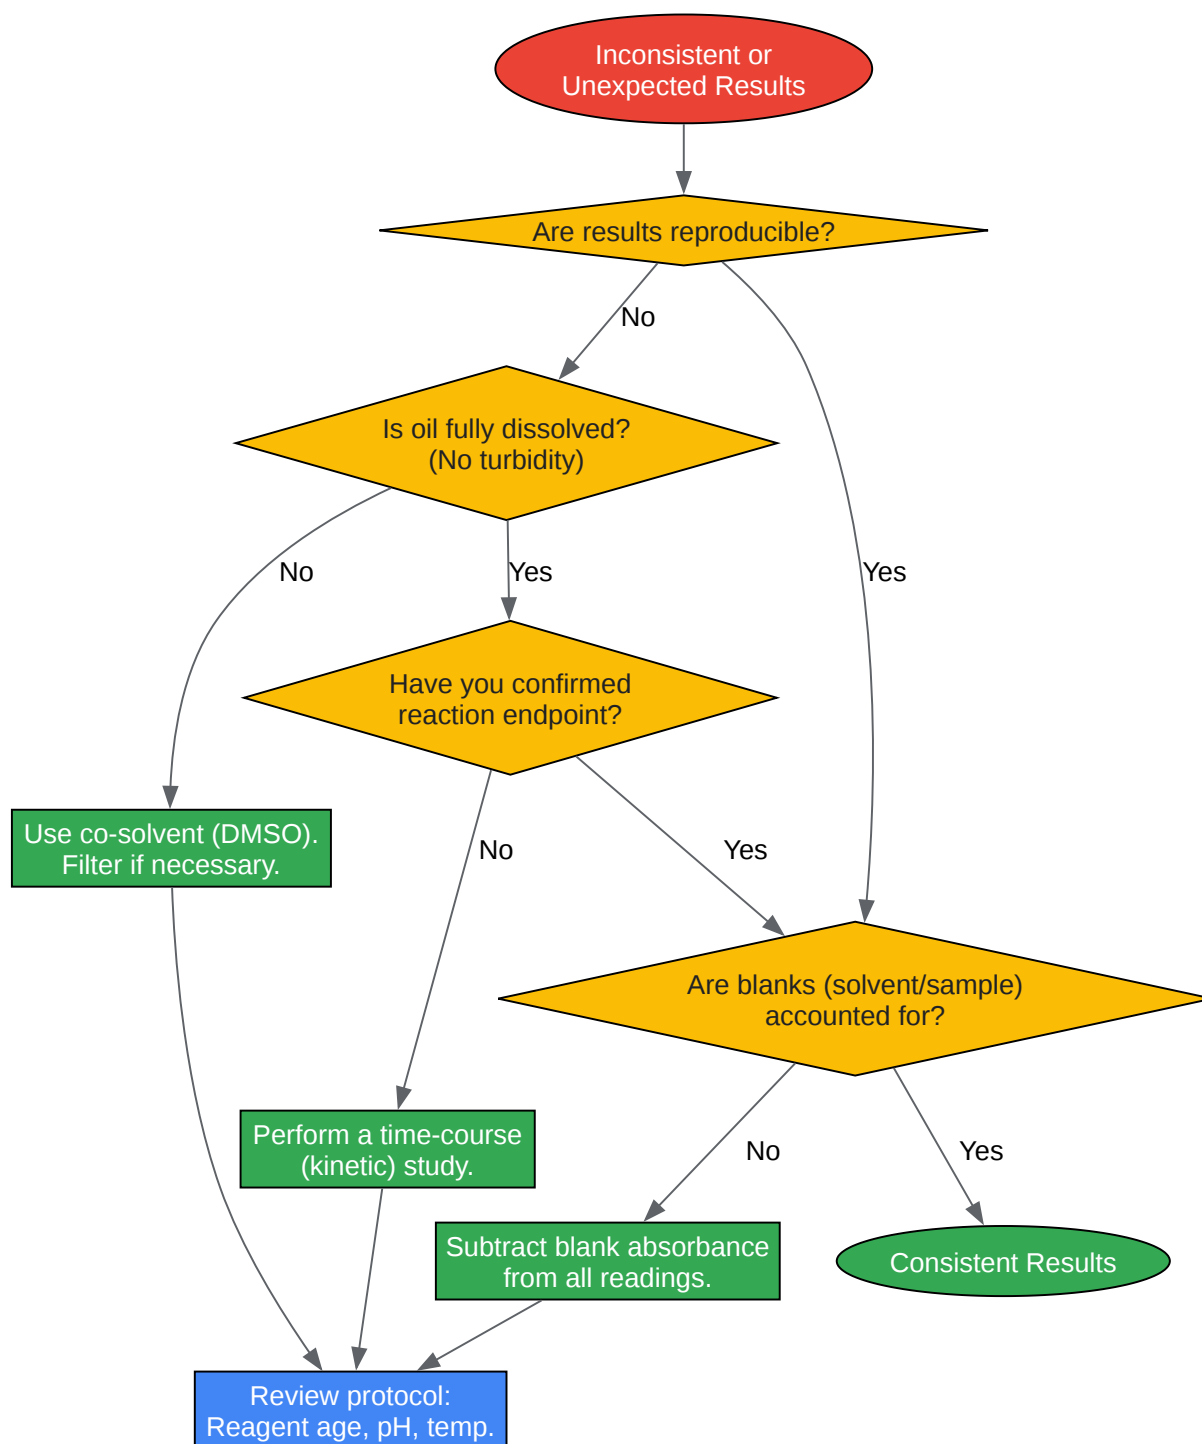 Inconsistent or
Unexpected Results
Are results reproducible?
No
Is oil fully dissolved?
(No turbidity)
No
Yes
Yes
Have you confirmed
reaction endpoint?
Use co-solvent (DMSO).
Filter if necessary.
No
Yes
Are blanks (solvent/sample)
accounted for?
Perform a time-course
(kinetic) study.
No
Yes
Subtract blank absorbance
from all readings.
Consistent Results
Review protocol:
Reagent age, pH, temp.